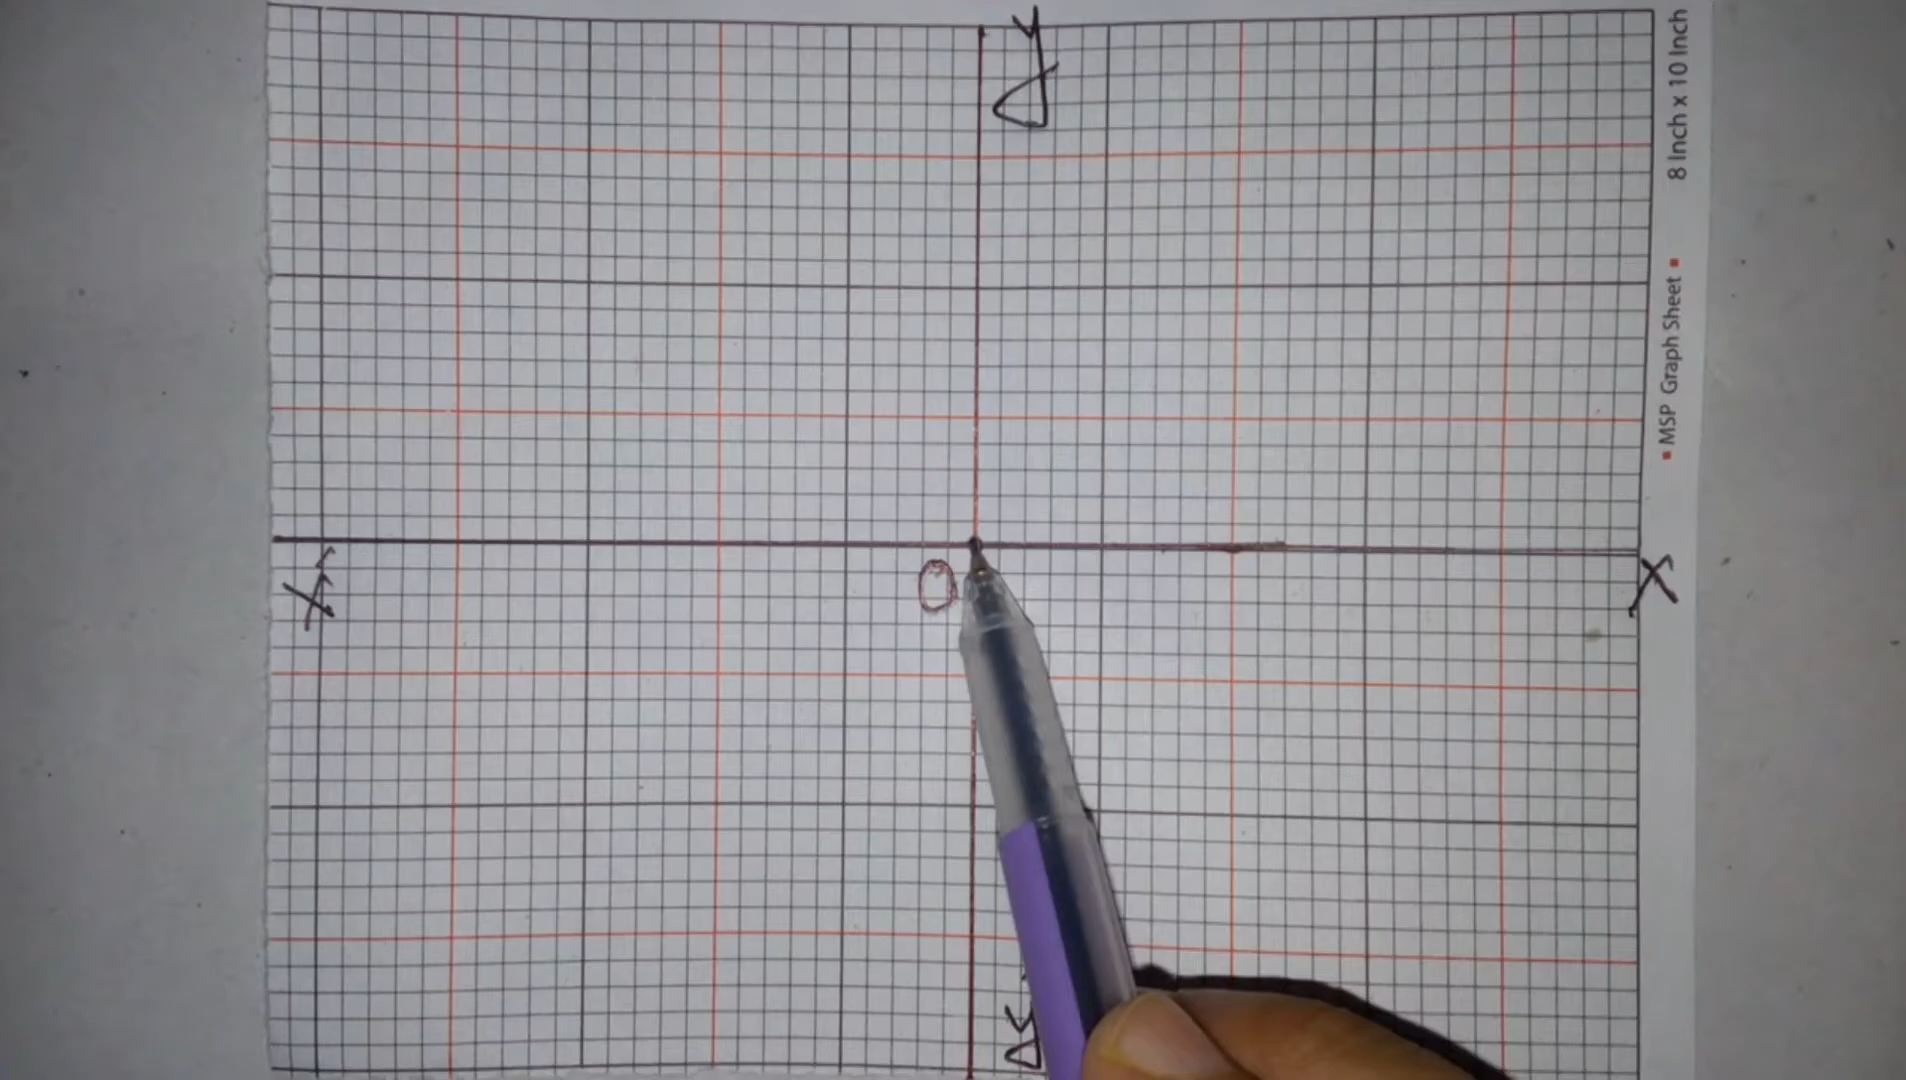 y
X'
O
X
8 Inch x 10 Inch
▪ MSP Graph Sheet ▪